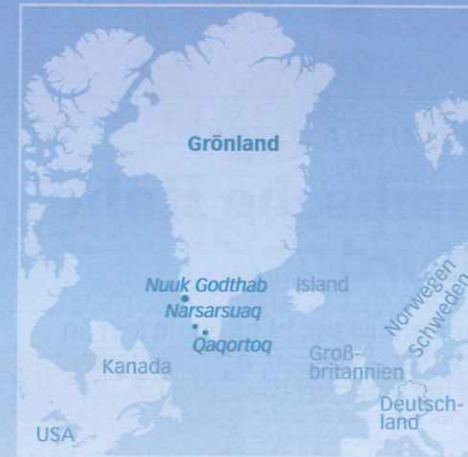 Grönland
Nuuk Godthab
Island
Narsarsuaq
Qaqortoq
Norwegen
Schweden
Kanada
Groß-
britannien
Deutsch-
land
USA